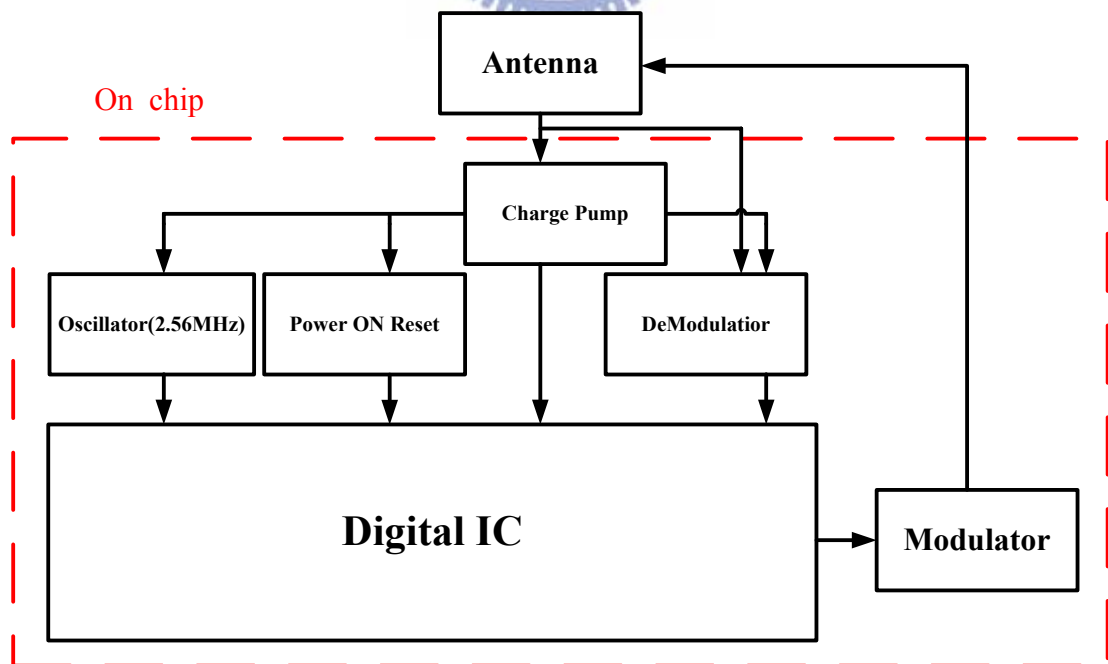 Antenna
On chip
Charge Pump
Oscillator(2.56MHz)
Power ON Reset
DeModulatior
Digital IC
Modulator